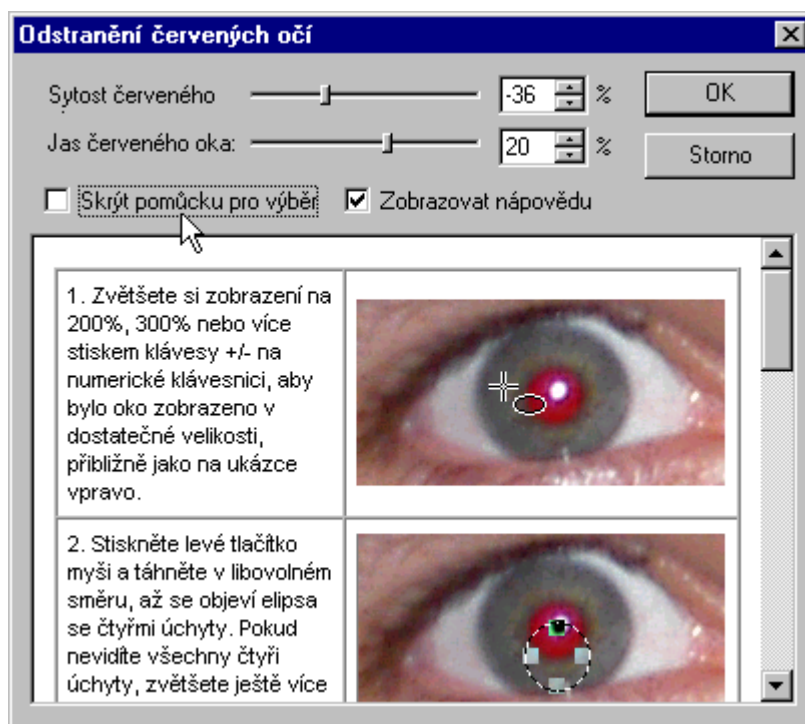 Odstranění červených očí
Sytost červeného
-36
%
OK
Jas červeného oka:
20
%
Storno
Skrýt pomůcku pro výběr
Zobrazovat nápovědu
1. Zvětšete si zobrazení na
200%, 300% nebo více
stiskem klávesy +/- na
numerické klávesnici, aby
bylo oko zobrazeno v
dostatečné velikosti,
přibližně jako na ukázce
vpravo.
2. Stiskněte levé tlačítko
myši a táhněte v libovolném
směru, až se objeví elipsa
se čtyřmi úchyty. Pokud
nevidíte všechny čtyři
úchyty, zvětšete ještě více